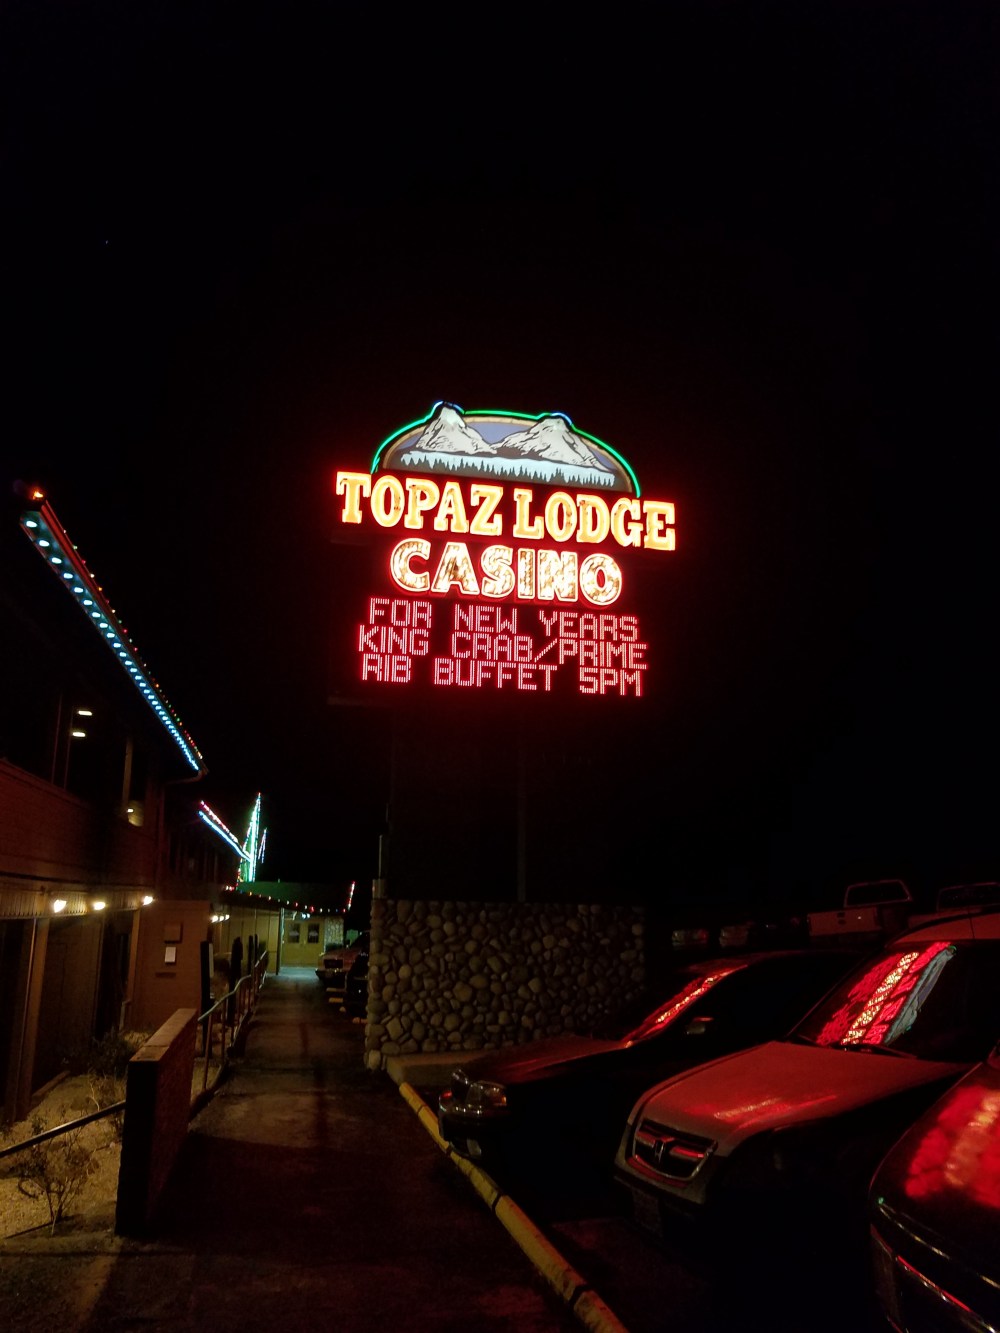 TOPAZ LODGE
CASINO
FOR NEW YEARS
KING CRAB/PRIME
RIB BUFFET 5PM